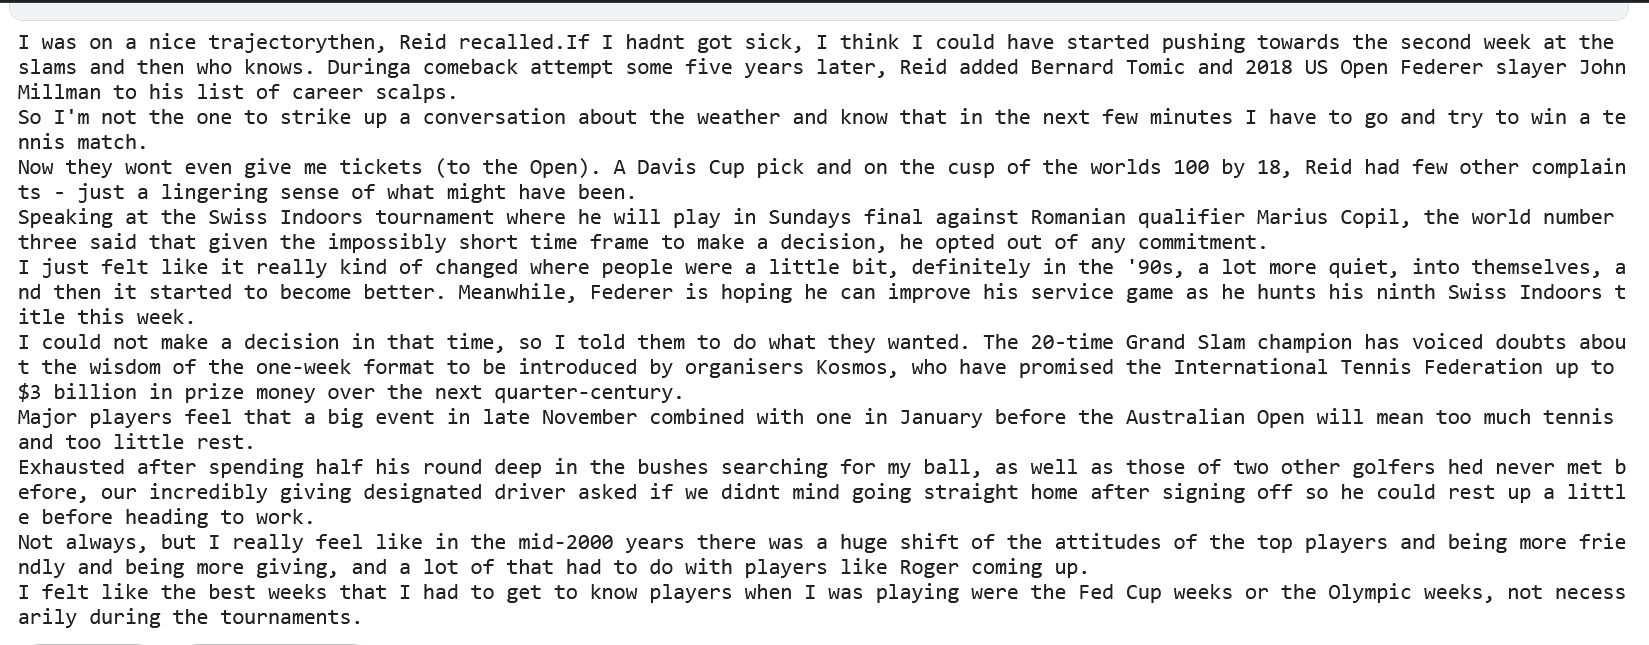 I was on a nice trajectorythen, Reid recalled.If I hadnt got sick, I think I could have started pushing towards the second week at the
slams and then who knows. Duringa comeback attempt some five years later, Reid added Bernard Tomic and 2018 US Open Federer slayer John
Millman to his list of career scalps.
So I'm not the one to strike up a conversation about the weather and know that in the next few minutes I have to go and try to win a te
nnis match.
Now they wont even give me tickets (to the Open). A Davis Cup pick and on the cusp of the worlds 100 by 18, Reid had few other complain
ts - just a lingering sense of what might have been.
Speaking at the Swiss Indoors tournament where he will play in Sundays final against Romanian qualifier Marius Copil, the world number
three said that given the impossibly short time frame to make a decision, he opted out of any commitment.
I just felt like it really kind of changed where people were a little bit, definitely in the '90s, a lot more quiet, into themselves, a
nd then it started to become better. Meanwhile, Federer is hoping he can improve his service game as he hunts his ninth Swiss Indoors t
itle this week.
I could not make a decision in that time, so I told them to do what they wanted. The 20-time Grand Slam champion has voiced doubts abou
t the wisdom of the one-week format to be introduced by organisers Kosmos, who have promised the International Tennis Federation up to
$3 billion in prize money over the next quarter-century.
Major players feel that a big event in late November combined with one in January before the Australian Open will mean too much tennis
and too little rest.
Exhausted after spending half his round deep in the bushes searching for my ball, as well as those of two other golfers hed never met b
efore, our incredibly giving designated driver asked if we didnt mind going straight home after signing off so he could rest up a littl
e before heading to work.
Not always, but I really feel like in the mid-2000 years there was a huge shift of the attitudes of the top players and being more frie
ndly and being more giving, and a lot of that had to do with players like Roger coming up.
I felt like the best weeks that I had to get to know players when I was playing were the Fed Cup weeks or the Olympic weeks, not necess
arily during the tournaments.